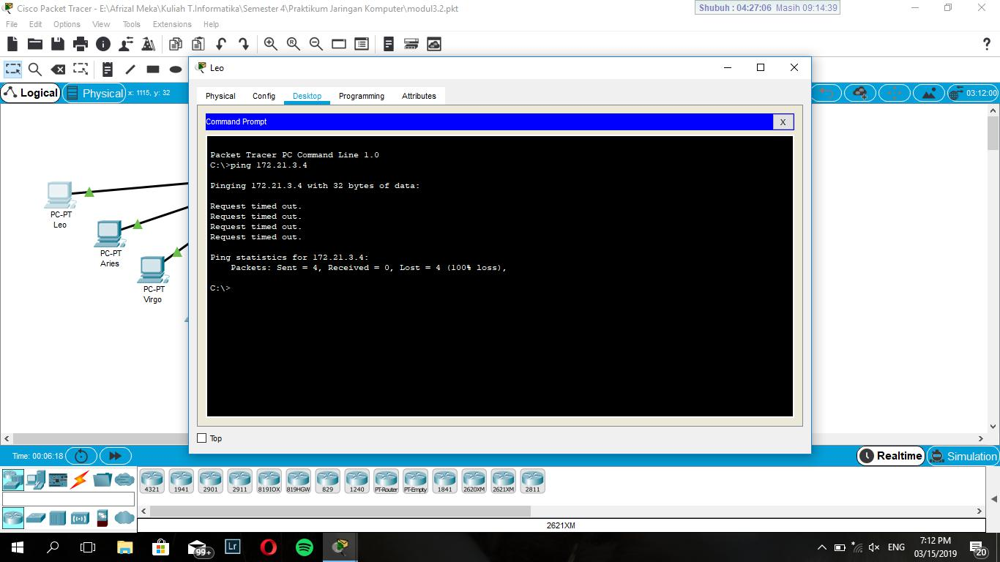 Cisco Packet Tracer - E:\Afrizal Meka\Kuliah T.Informatika\Semester 4\Praktikum Jaringan Komputer\modul3.2.pkt
Shubuh : 04:27:06 Masih 09:14:39
File Edit Options View Tools Extensions Help
?
Leo
Logical Physical x: 1115, y: 32
03:12:00
Physical Config Desktop Programming Attributes
Command Prompt
X
Packet Tracer PC Command Line 1.0
C:\>ping 172.21.3.4
Pinging 172.21.3.4 with 32 bytes of data:
Request timed out.
Request timed out.
Request timed out.
Request timed out.
Ping statistics for 172.21.3.4:
Packets: Sent = 4, Received = 0, Lost = 4 (100% loss),
C:\>
PC-PT
Leo
PC-PT
Aries
PC-PT
Virgo
Top
Time: 00:06:18
Realtime Simulation
4321 1941 2901 2911 819IOX 819HGW 829 1240 PT-Router PT-Empty 1841 2620XM 2621XM 2811
2621XM
99+
Lr
ENG
7:12 PM
03/15/2019
20